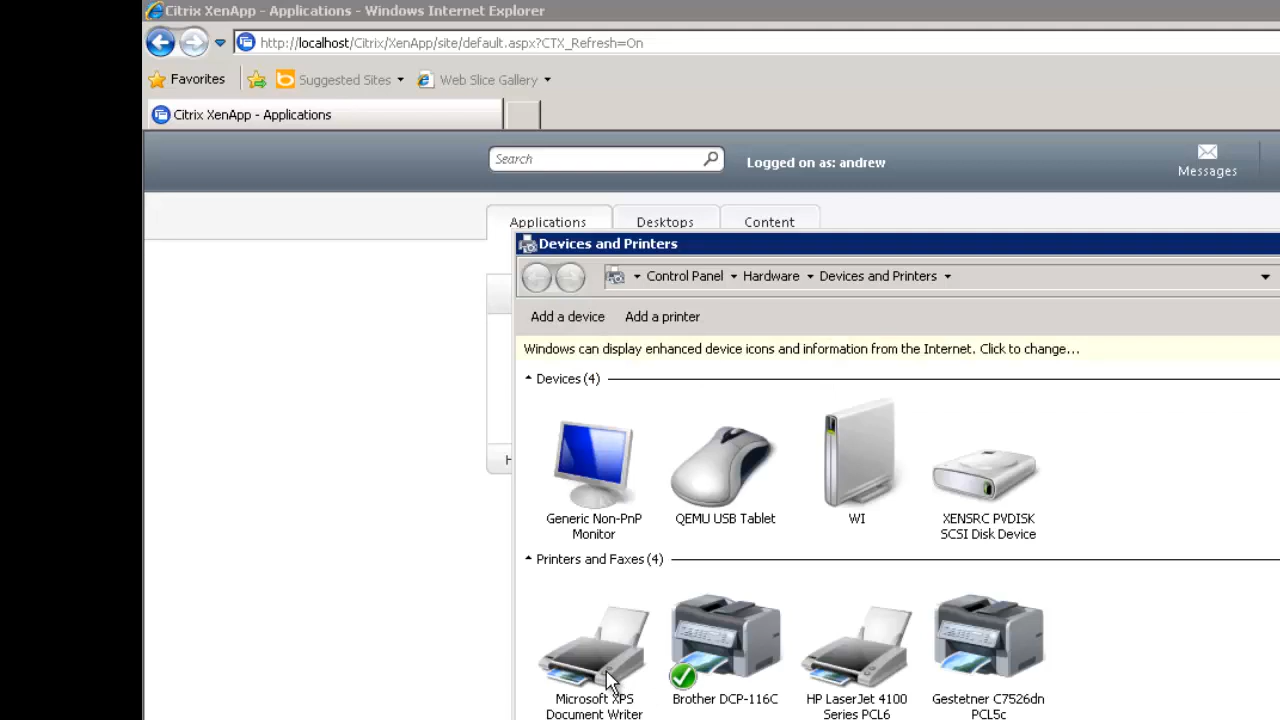 Citrix XenApp - Applications - Windows Internet Explorer
http://localhost/Citrix/XenApp/site/default.aspx?CTX_Refresh=On
Favorites Suggested Sites Web Slice Gallery
Citrix XenApp - Applications
Search Logged on as: andrew Messages
Applications Desktops Content
Devices and Printers
Control Panel Hardware Devices and Printers
Add a device Add a printer
Windows can display enhanced device icons and information from the Internet. Click to change...
Devices (4)
Generic Non-PnP Monitor
QEMU USB Tablet
WI
XENSRC PVDISK SCSI Disk Device
Printers and Faxes (4)
Microsoft XPS Document Writer
Brother DCP-116C
HP LaserJet 4100 Series PCL6
Gestetner C7526dn PCL5c